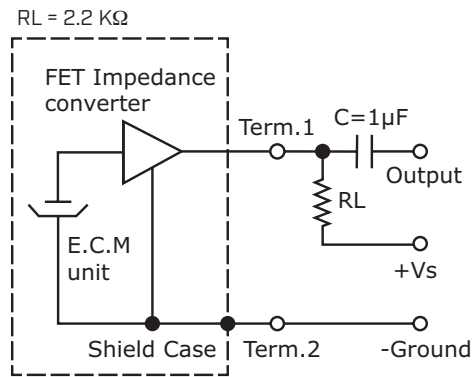 RL = 2.2 KΩ
FET Impedance
converter
Term.1
C=1µF
Output
RL
E.C.M
unit
+Vs
Shield Case
Term.2
-Ground